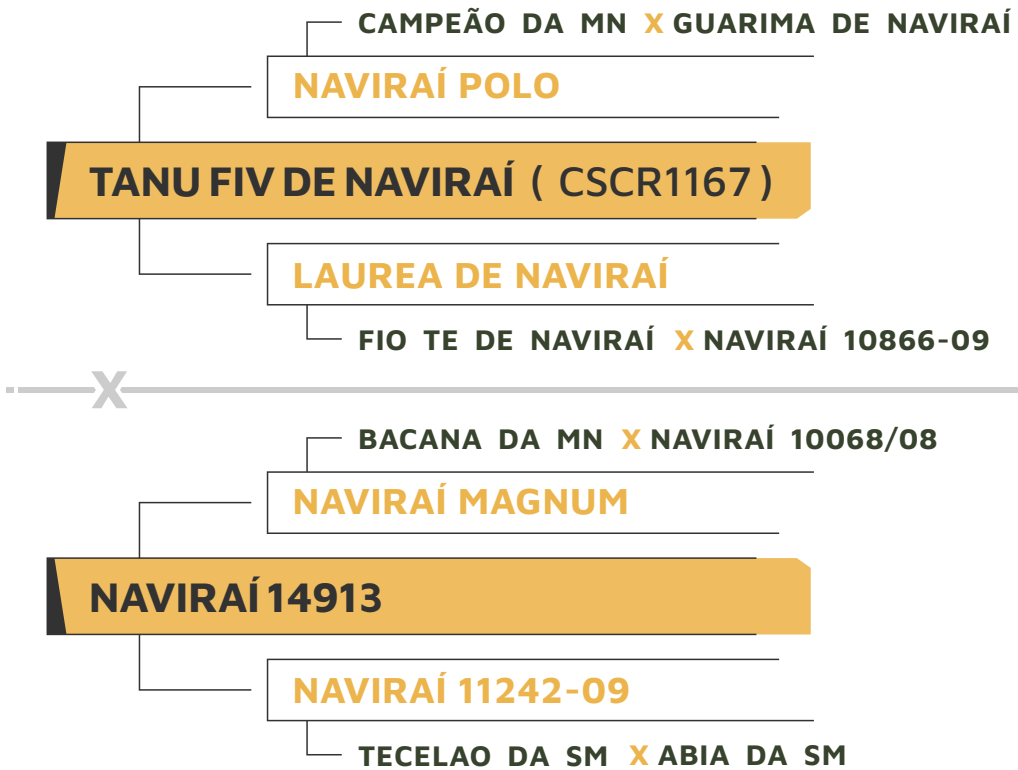 CAMPEÃO DA MN X GUARIMA DE NAVIRAÍ
NAVIRAÍ POLO
TANU FIV DE NAVIRAÍ ( CSCR1167 )
LAUREA DE NAVIRAÍ
FIO TE DE NAVIRAÍ X NAVIRAÍ 10866-09
X
BACANA DA MN X NAVIRAÍ 10068/08
NAVIRAÍ MAGNUM
NAVIRAÍ 14913
NAVIRAÍ 11242-09
TECELAO DA SM X ABIA DA SM